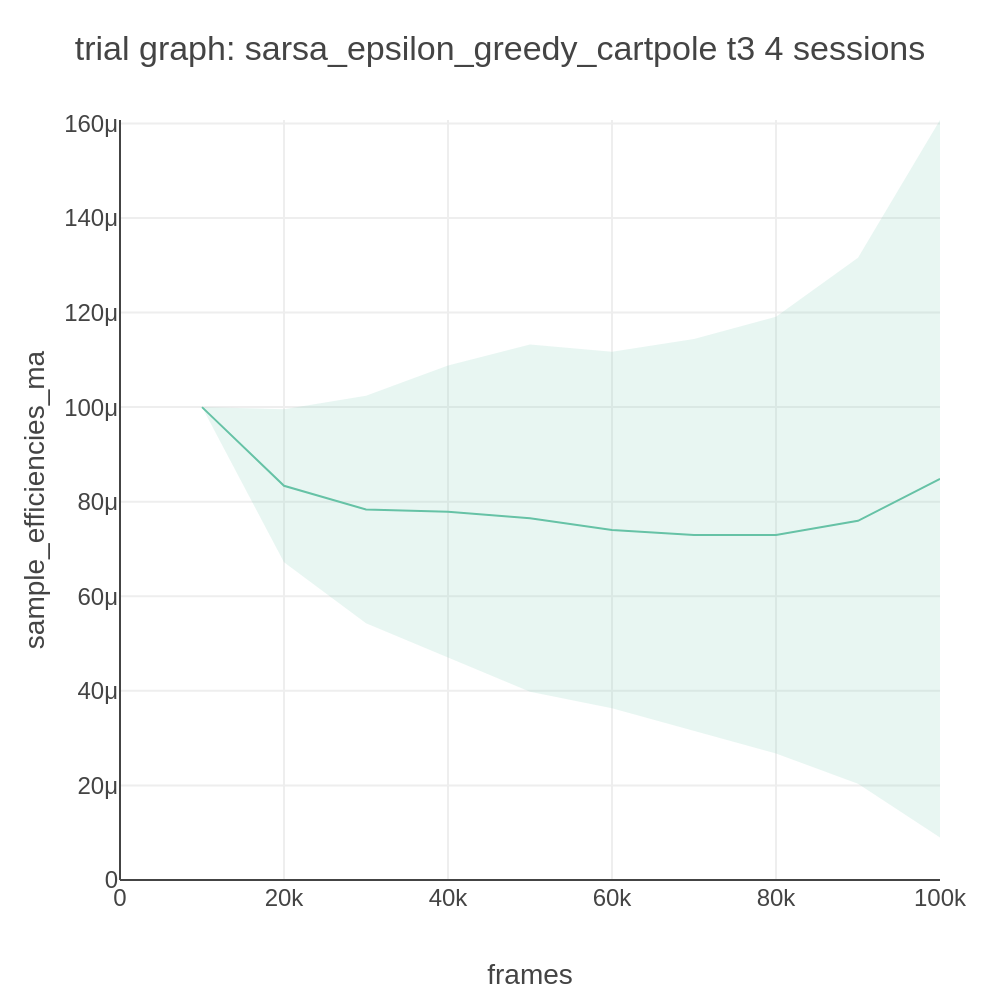 trial graph: sarsa_epsilon_greedy_cartpole t3 4 sessions
160μ
140μ
120μ
100μ
80μ
60μ
40μ
20μ
0
sample_efficiencies_ma
0 20k 40k 60k 80k 100k
frames